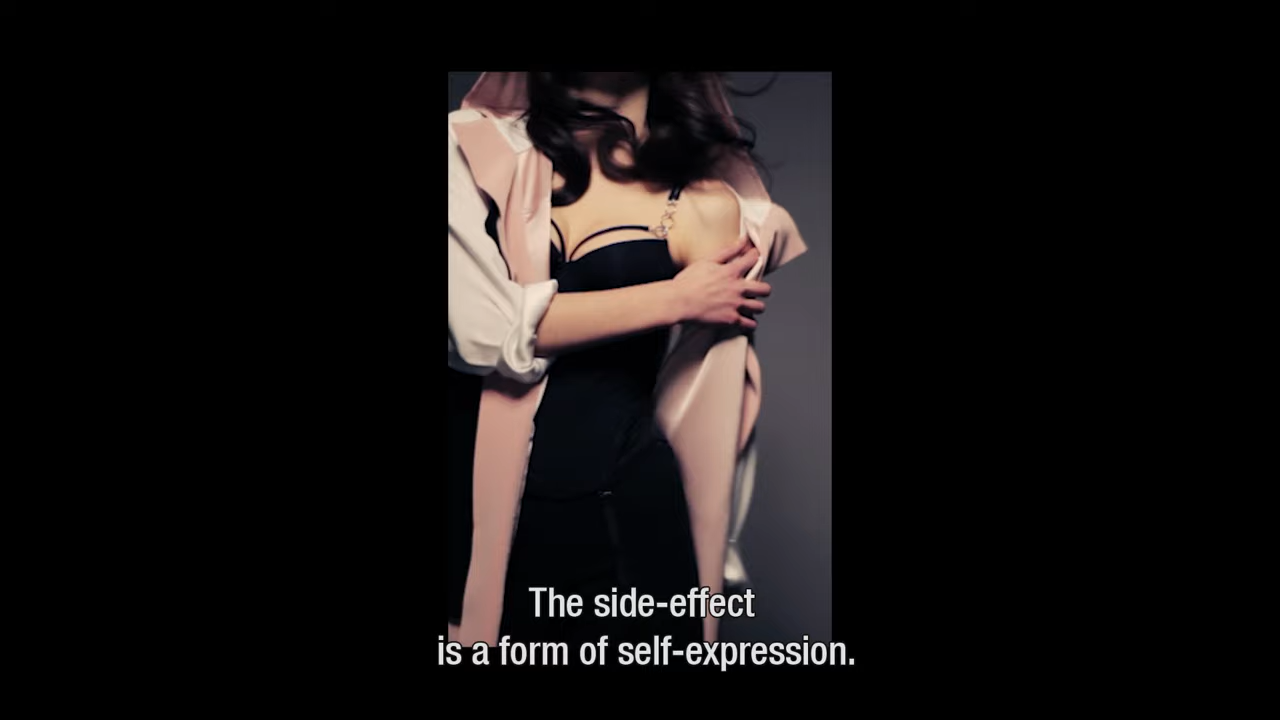 The side-effect
is a form of self-expression.